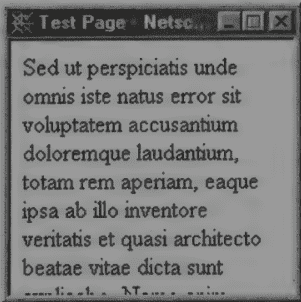 Test Page - Netsc...
Sed ut perspiciatis unde
omnis iste natus error sit
voluptatem accusantium
doloremque laudantium,
totam rem aperiam, eaque
ipsa ab illo inventore
veritatis et quasi architecto
beatae vitae dicta sunt